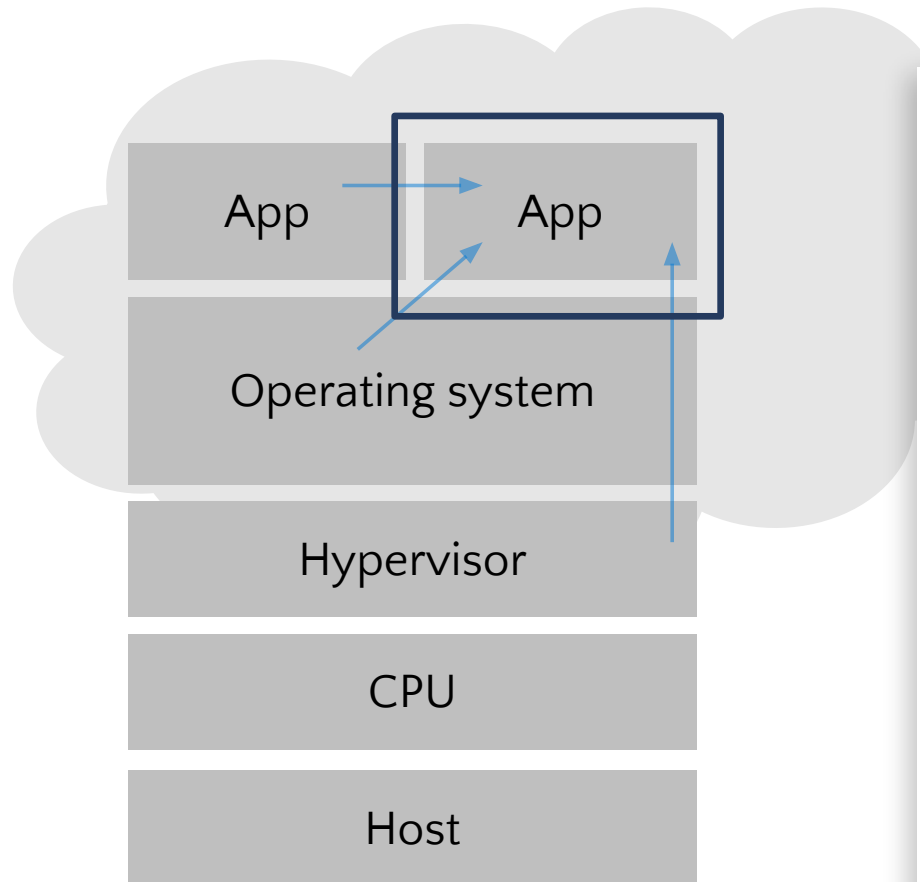 App
App
Operating system
Hypervisor
CPU
Host